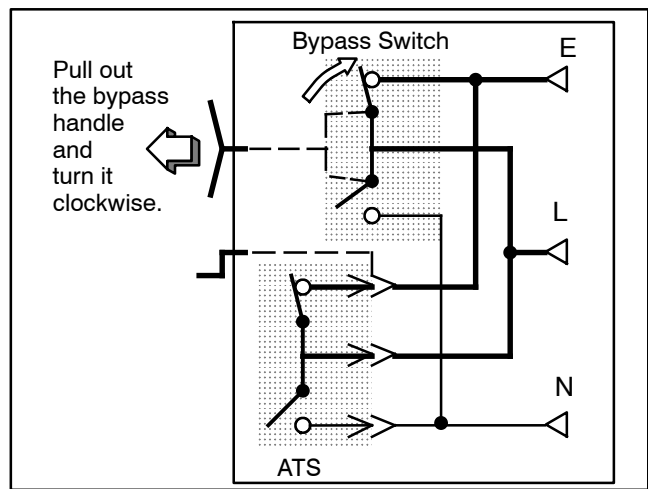 Bypass Switch
E
Pull out
the bypass
handle
and
turn it
clockwise.
L
N
ATS